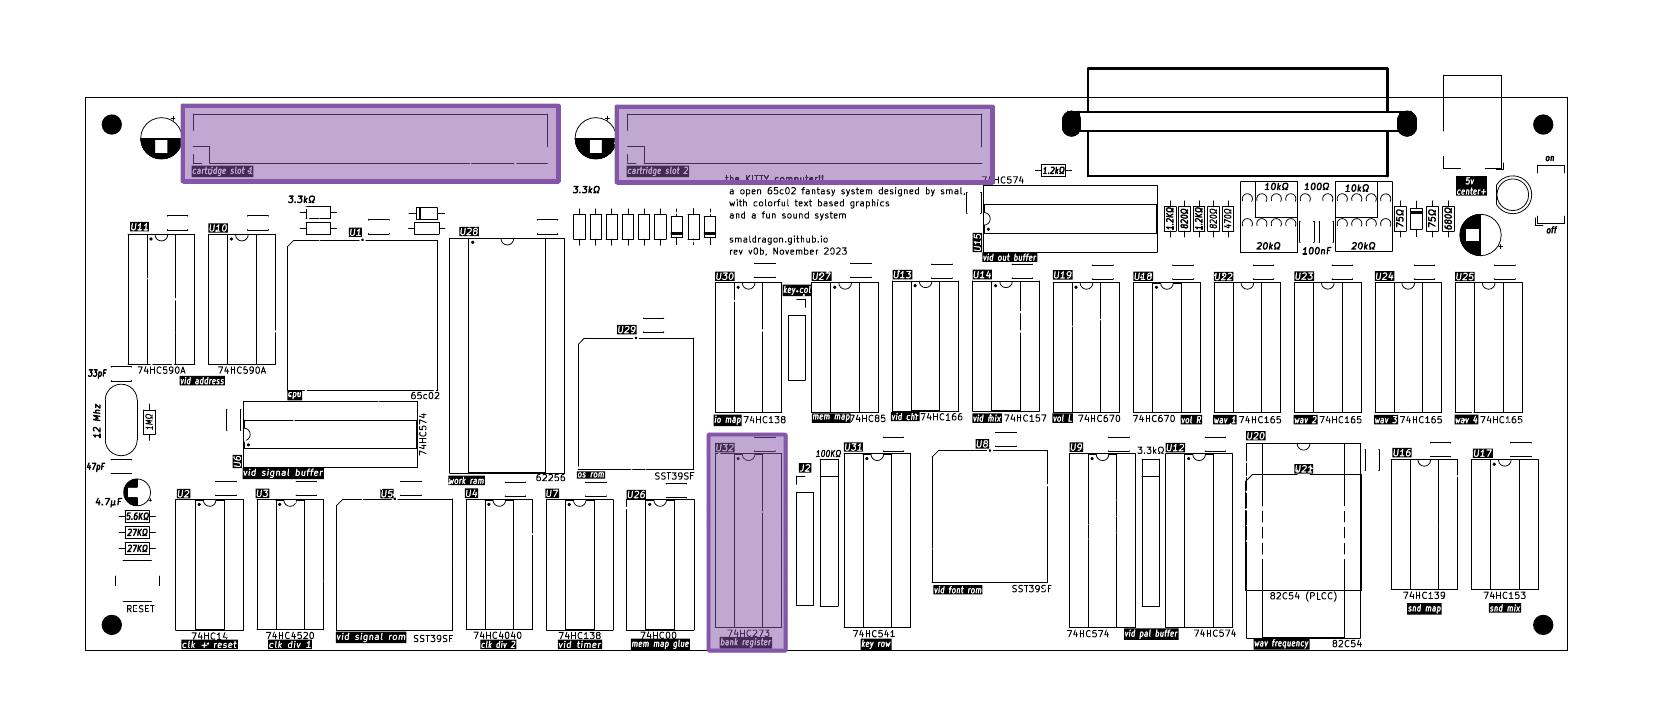 on
cartridge slot 1
cartridge slot 2
1.2kΩ
5v
center+
off
the KITTY computer!!
a open 65c02 fantasy system designed by smal,
with colorful text based graphics
and a fun sound system
smaldragon.github.io
rev v0b, November 2023
74HC574
U15
vid out buffer
3.3kΩ
3.3kΩ
1.2KΩ
820Ω
1.2KΩ
820Ω
470Ω
10kΩ
100Ω
10kΩ
20kΩ
100nF
20kΩ
75Ω
75Ω
680Ω
U11
U10
U1
U28
74HC590A
74HC590A
vid address
cpu
65c02
U29
os rom
SST39SF
work ram
62256
U30
key.col
U27
U13
U14
U19
U18
U22
U23
U24
U25
io map
74HC138
mem map
74HC85
vid chr
74HC166
vid mix
74HC157
vol L
74HC670
74HC670
vol R
wav 1
74HC165
wav 2
74HC165
wav 3
74HC165
wav 4
74HC165
33pF
12 Mhz
1MΩ
47pF
74HC574
U6
vid signal buffer
4.7µF
5.6KΩ
27KΩ
27KΩ
RESET
U2
U3
U5
U4
U7
U26
74HC14
clk + reset
74HC4520
clk div 1
vid signal rom
SST39SF
74HC4040
clk div 2
74HC138
vid timer
74HC00
mem map glue
U32
74HC273
bank register
J2
100KΩ
U31
74HC541
key row
U8
vid font rom
SST39SF
U9
3.3kΩ
U12
74HC574
vid pal buffer
74HC574
U20
U21
82C54 (PLCC)
wav frequency
82C54
U16
U17
74HC139
snd map
74HC153
snd mix